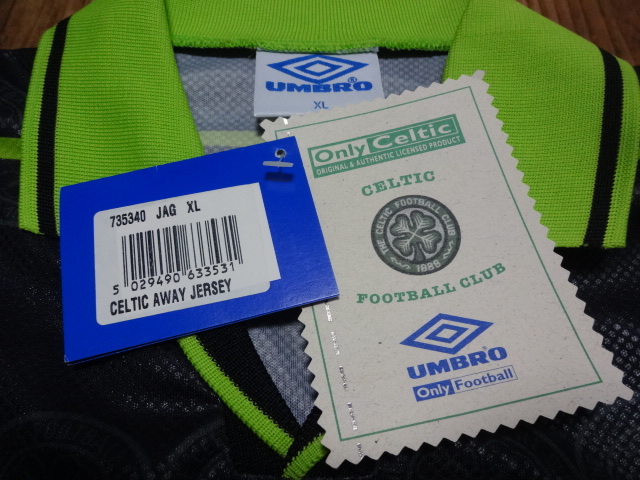 UMBRO
XL
735340 JAG XL
5 029490 633531
CELTIC AWAY JERSEY
Only Celtic
ORIGINAL & AUTHENTIC LICENSED PRODUCT
CELTIC
THE CELTIC FOOTBALL CLUB
1888
FOOTBALL CLUB
UMBRO
Only Football